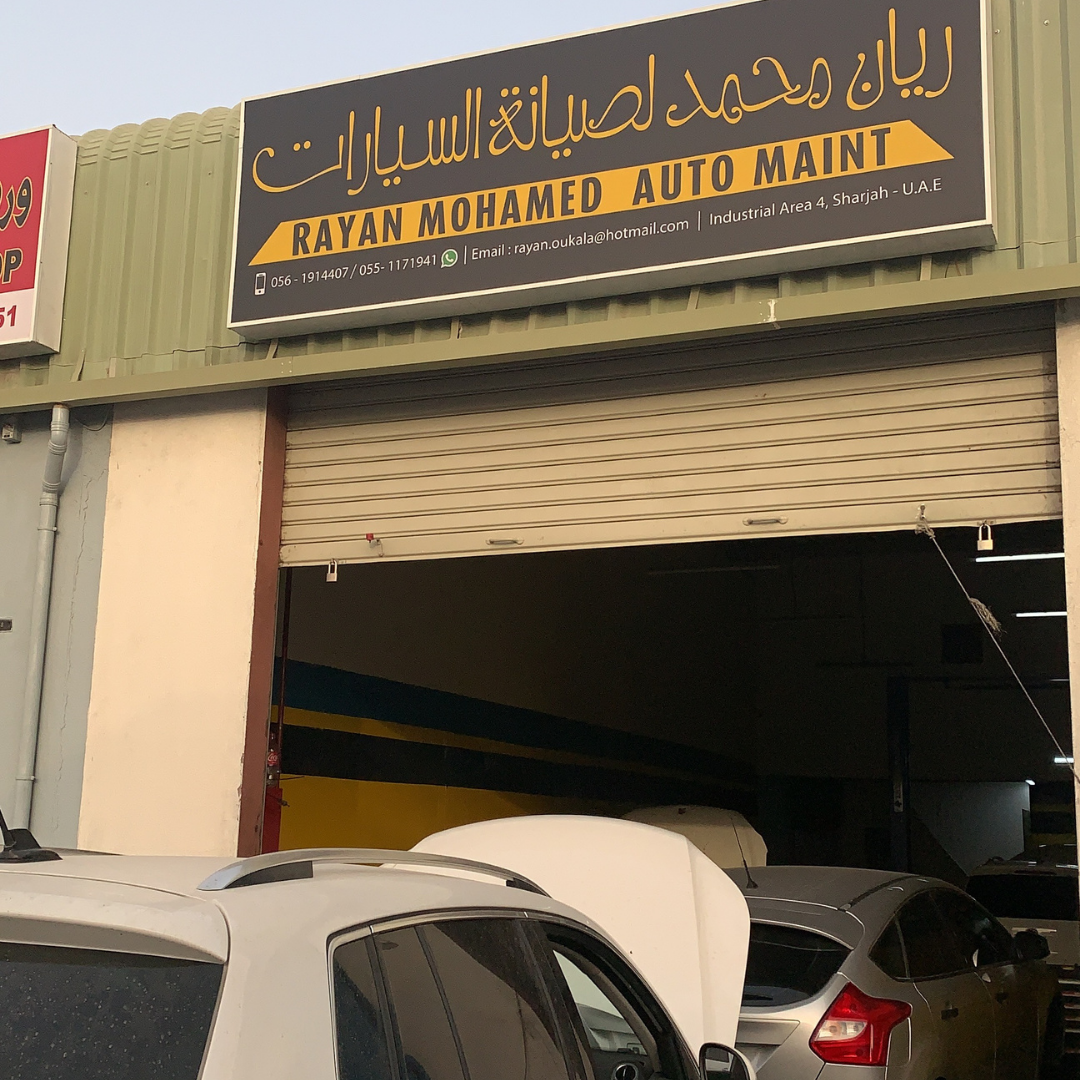 ريان محمد لصيانة السيارات
RAYAN MOHAMED AUTO MAINT
056 - 1914407 / 055- 1171941 | Email : rayan.oukala@hotmail.com | Industrial Area 4, Sharjah - U.A.E
51